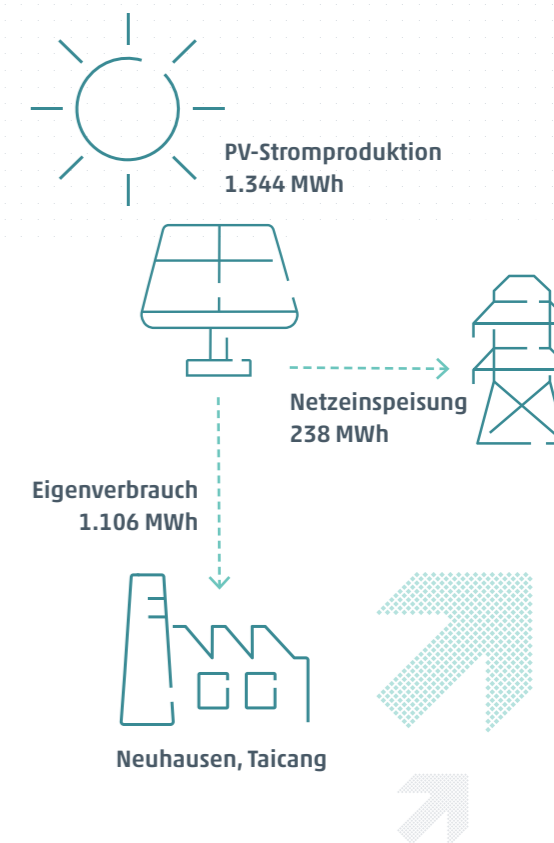 PV-Stromproduktion
1.344 MWh
Netzeinspeisung
238 MWh
Eigenverbrauch
1.106 MWh
Neuhausen, Taicang